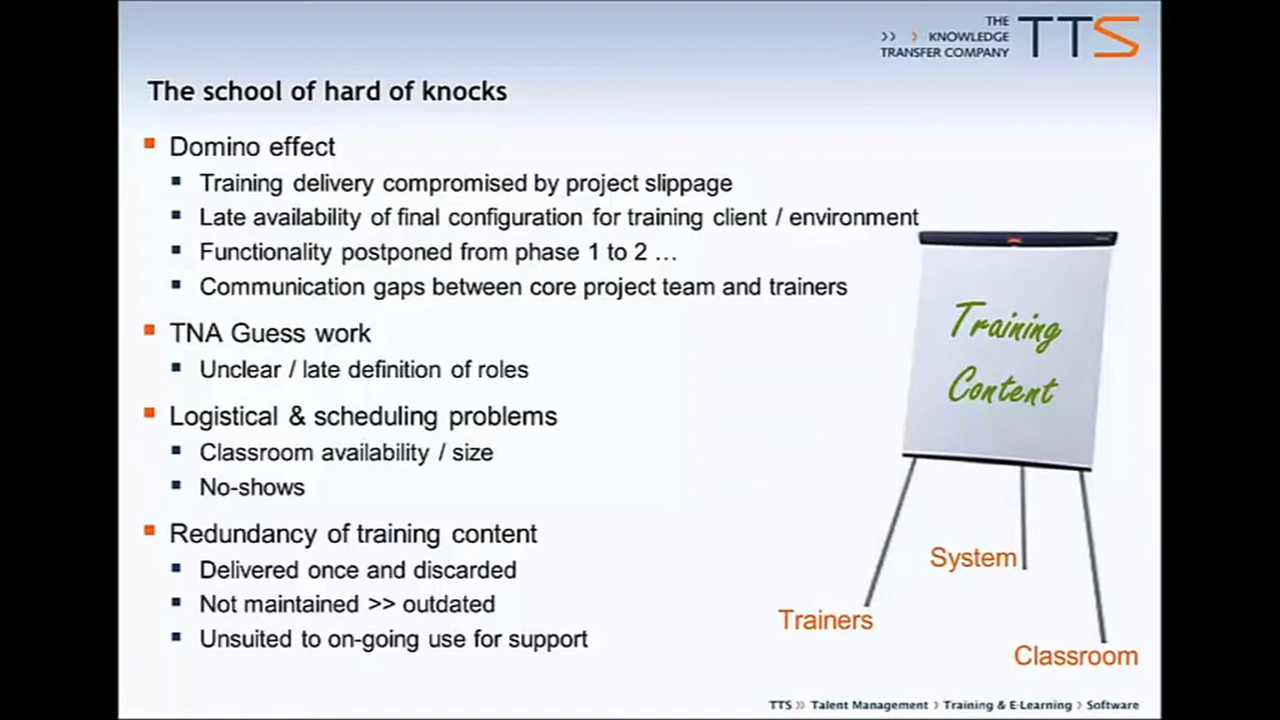 THE
>> > KNOWLEDGE
TRANSFER COMPANY
TTS
The school of hard of knocks
Domino effect
Training delivery compromised by project slippage
Late availability of final configuration for training client / environment
Functionality postponed from phase 1 to 2 ...
Communication gaps between core project team and trainers
TNA Guess work
Unclear / late definition of roles
Logistical & scheduling problems
Classroom availability / size
No-shows
Redundancy of training content
Delivered once and discarded
Not maintained >> outdated
Unsuited to on-going use for support
Training
Content
System
Trainers
Classroom
TTS >> Talent Management > Training & E-Learning > Software